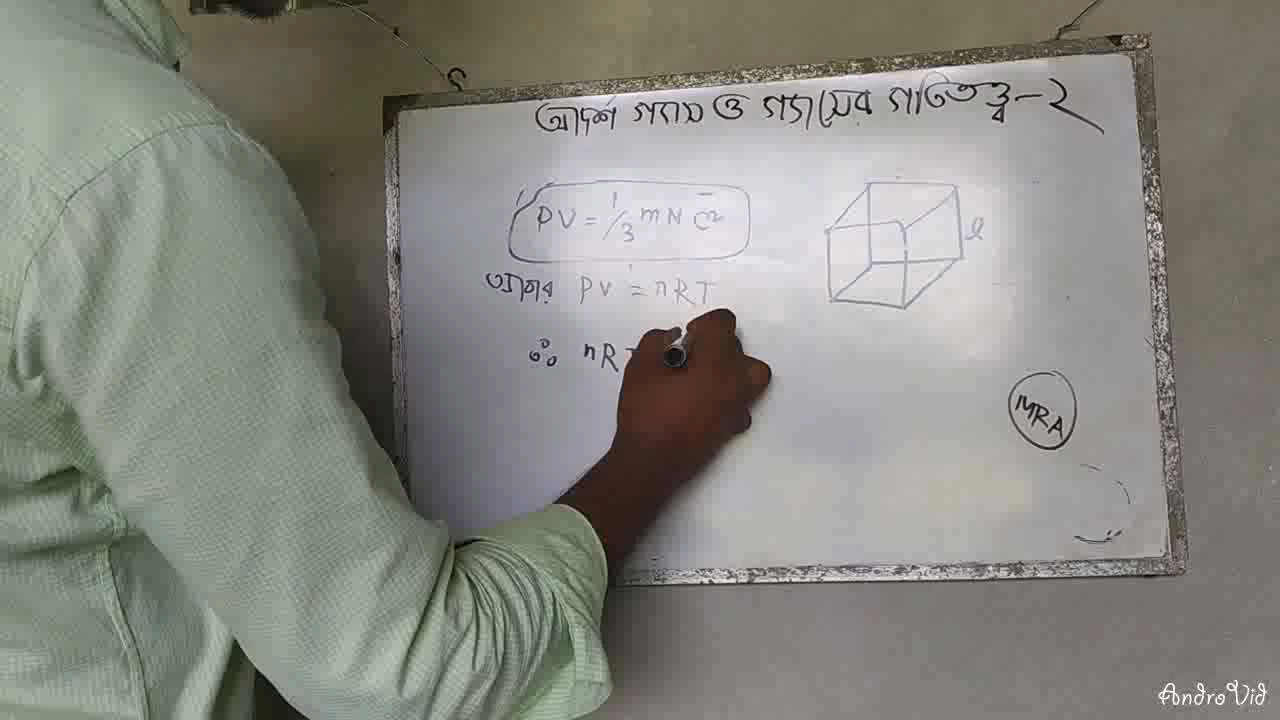 আদর্শ গ্যাস ও গ্যাসের গতিতত্ত্ব-২
PV = 1/3 mN c̄²
l
আবার PV = nRT
∴ nRT
MRA
AndroVid